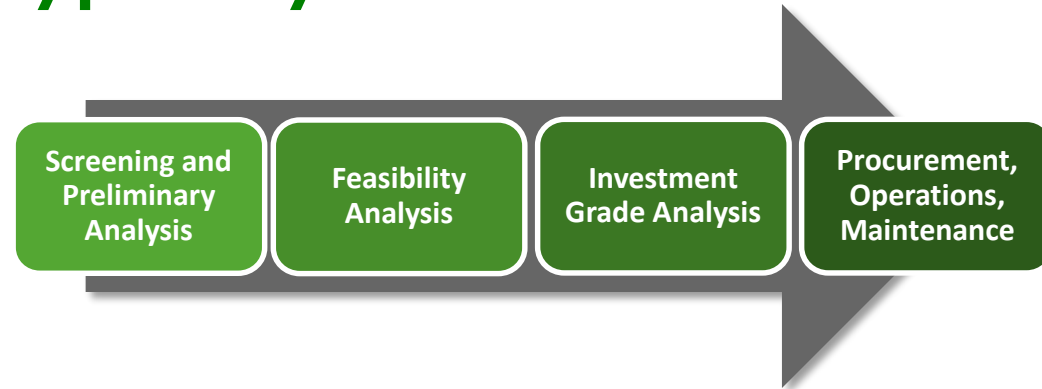 Screening and
Preliminary
Analysis
Feasibility
Analysis
Investment
Grade Analysis
Procurement,
Operations,
Maintenance